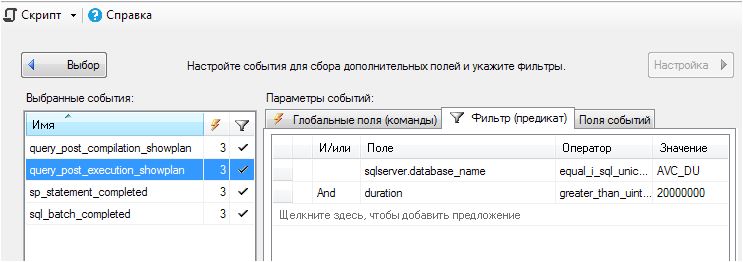 Скрипт Справка
Выбор Настройте события для сбора дополнительных полей и укажите фильтры. Настройка
Выбранные события: Параметры событий:
Глобальные поля (команды) Фильтр (предикат) Поля событий
Имя
И/или Поле Оператор Значение
query_post_compilation_showplan 3
query_post_execution_showplan 3 sqlserver.database_name equal_i_sql_unic... AVC_DU
sp_statement_completed 3 And duration greater_than_uint... 20000000
sql_batch_completed 3 Щелкните здесь, чтобы добавить предложение